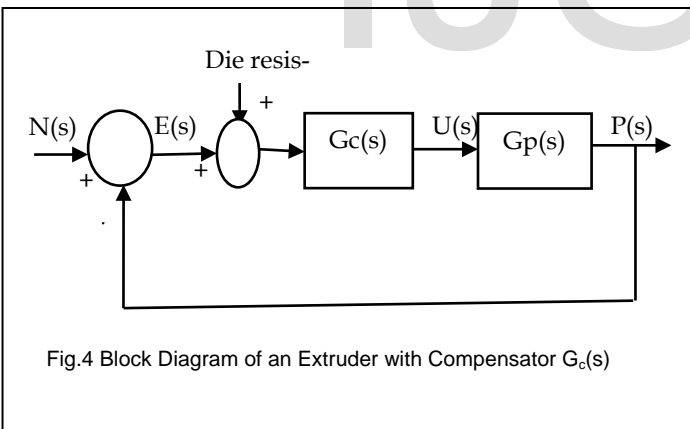 Die resis-
+
N(s) E(s) Gc(s) U(s) Gp(s) P(s)
+ +
.
Fig.4 Block Diagram of an Extruder with Compensator Gc(s)